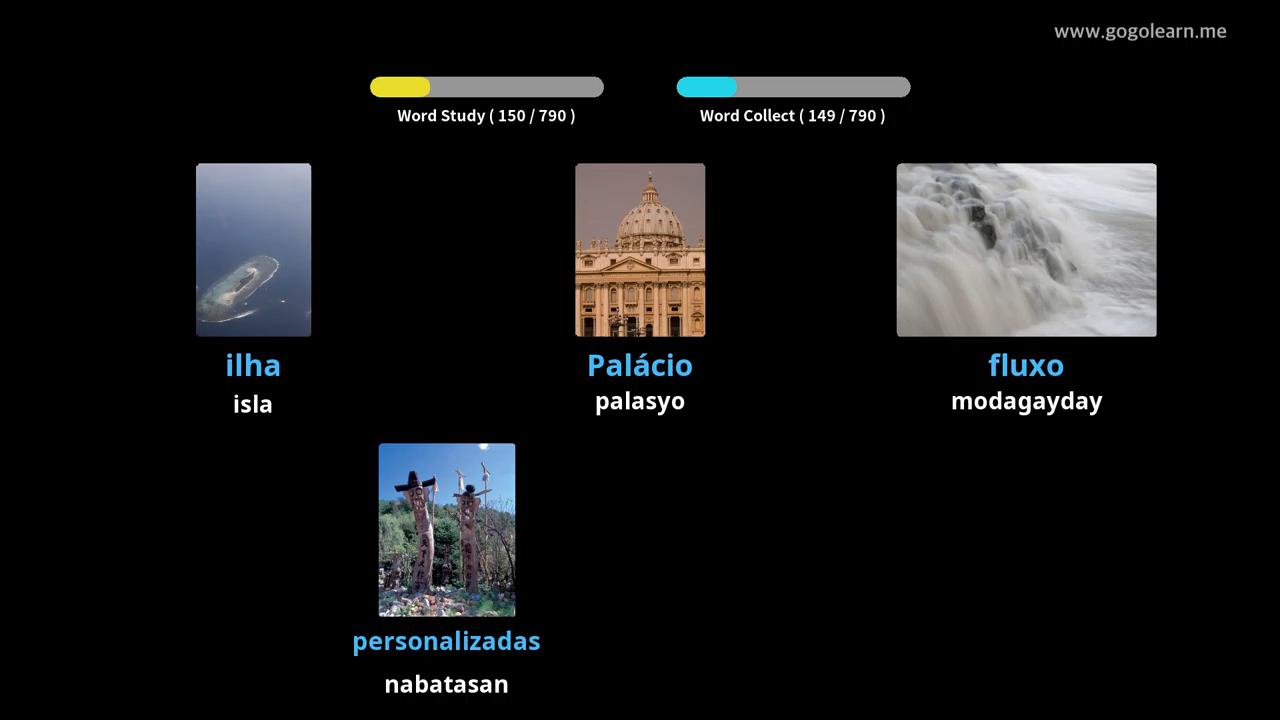 www.gogolearn.me
Word Study ( 150 / 790 )
Word Collect ( 149 / 790 )
ilha
isla
Palácio
palasyo
fluxo
modagayday
personalizadas
nabatasan